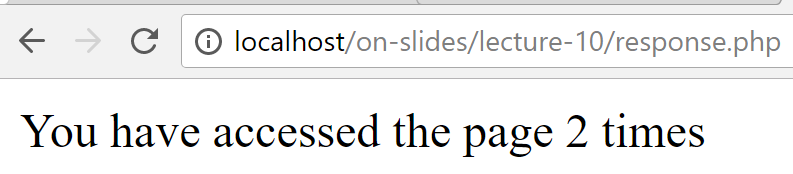 localhost/on-slides/lecture-10/response.php
You have accessed the page 2 times